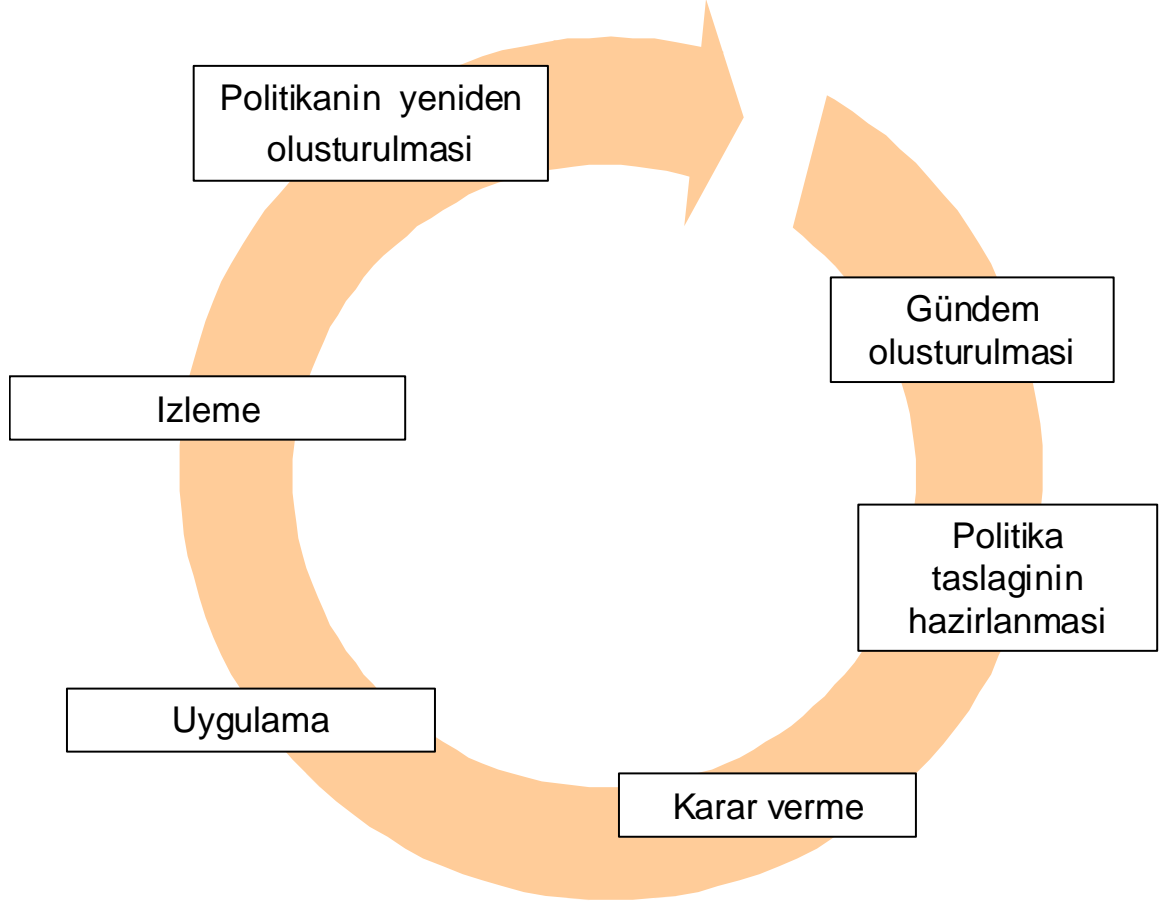 Politikanin yeniden
olusturulmasi
Gündem
olusturulmasi
Izleme
Politika
taslaginin
hazirlanmasi
Uygulama
Karar verme